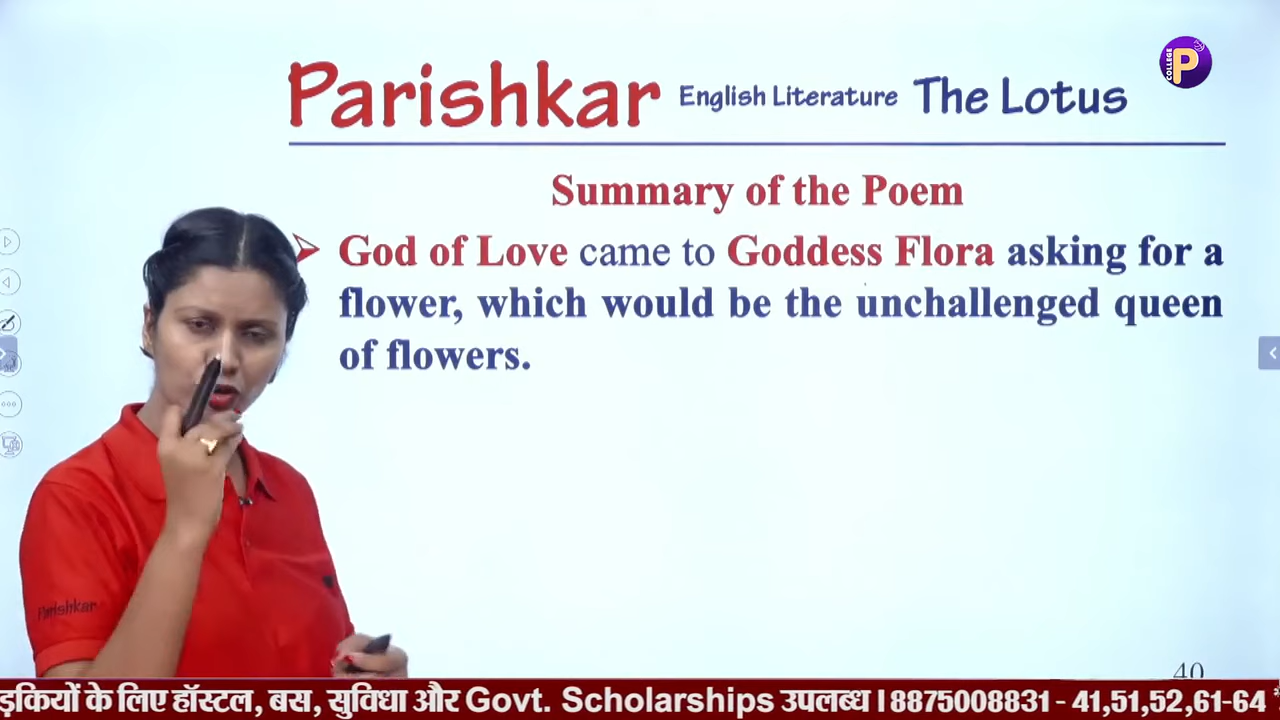 Parishkar English Literature The Lotus
COLLEGE P
Summary of the Poem
God of Love came to Goddess Flora asking for a
flower, which would be the unchallenged queen
of flowers.
Parishkar
40
ड़कियों के लिए हॉस्टल, बस, सुविधा और Govt. Scholarships उपलब्ध । 8875008831 - 41,51,52,61-64